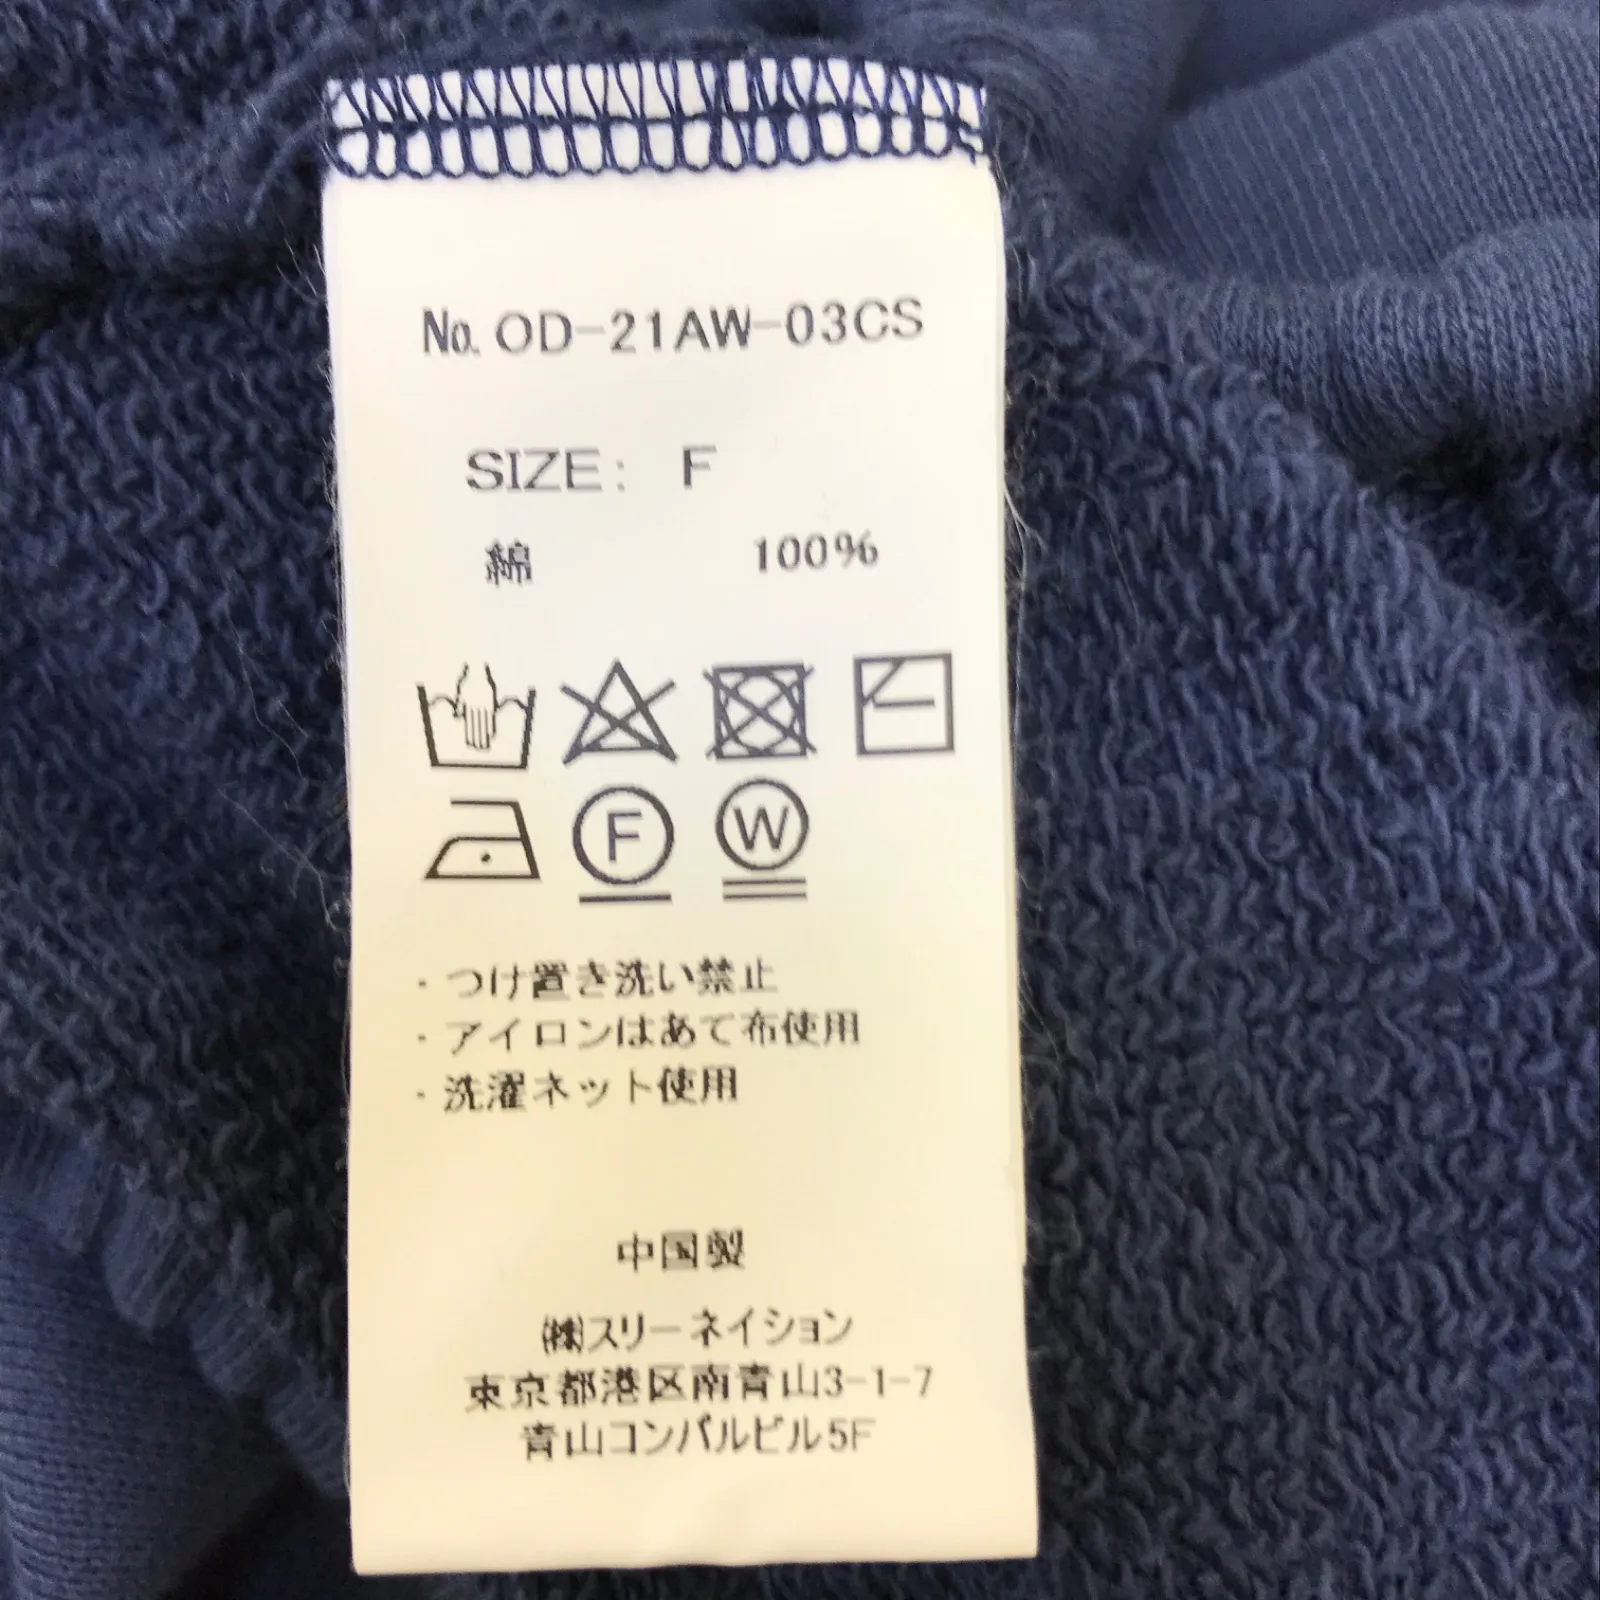 No. OD-21AW-03CS
SIZE: F
綿 100%
F W
・つけ置き洗い禁止
・アイロンはあて布使用
・洗濯ネット使用
中国製
㈱スリーネイション
東京都港区南青山3-1-7
青山コンパルビル5F